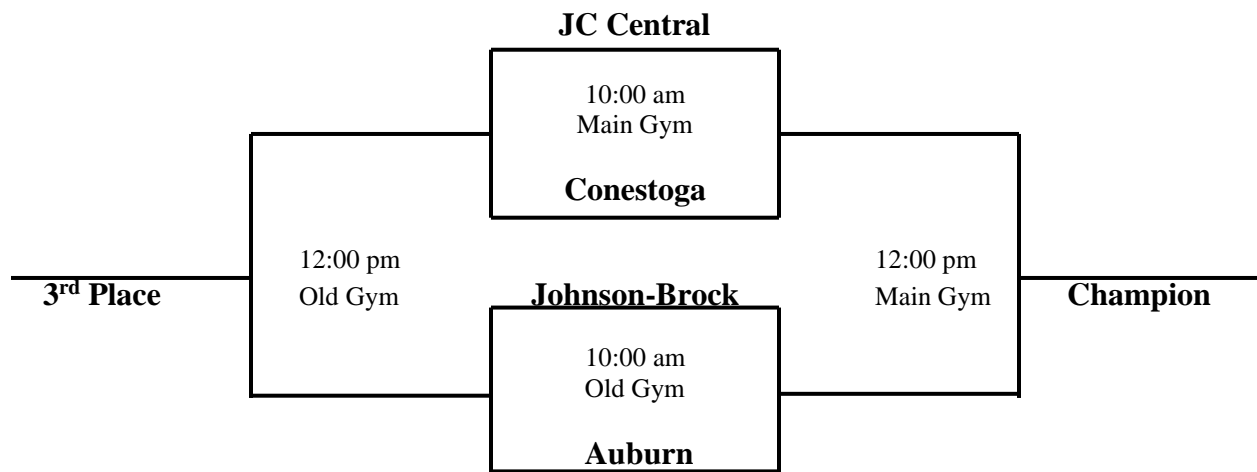 JC Central
10:00 am
Main Gym
Conestoga
12:00 pm
Old Gym
3rd Place
Johnson-Brock
12:00 pm
Main Gym
Champion
10:00 am
Old Gym
Auburn